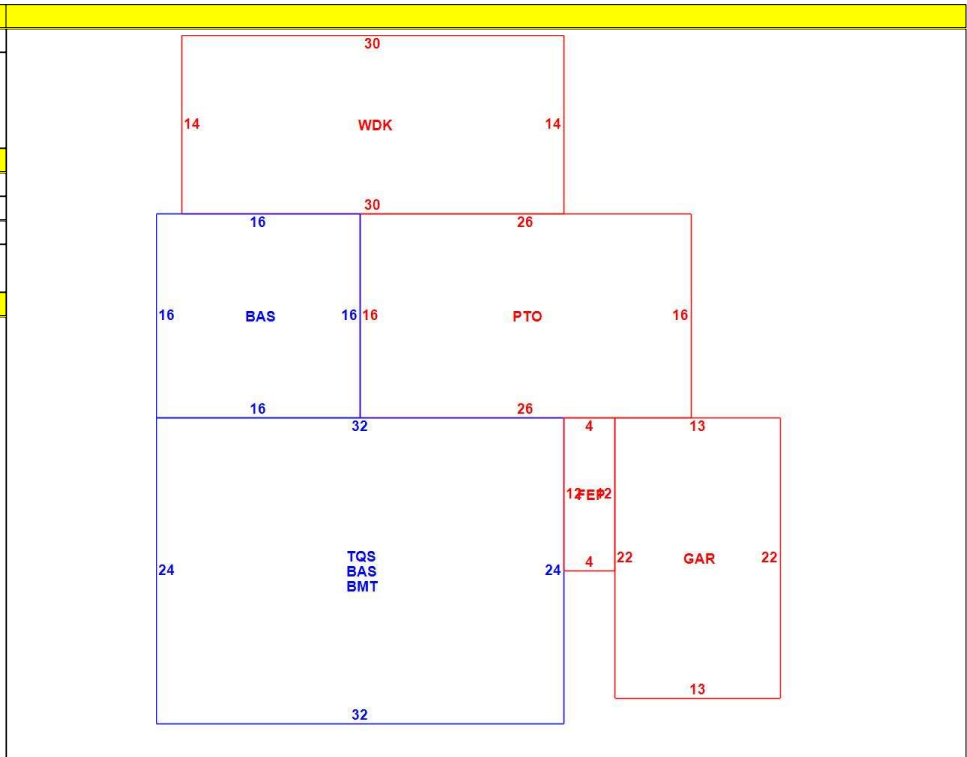 30
14 WDK 14
30
16 26
16 BAS 16 16 PTO 16
16 26
32 4 13
12 FEP 12
TQS
24 BAS 24 4 22 GAR 22
BMT
13
32